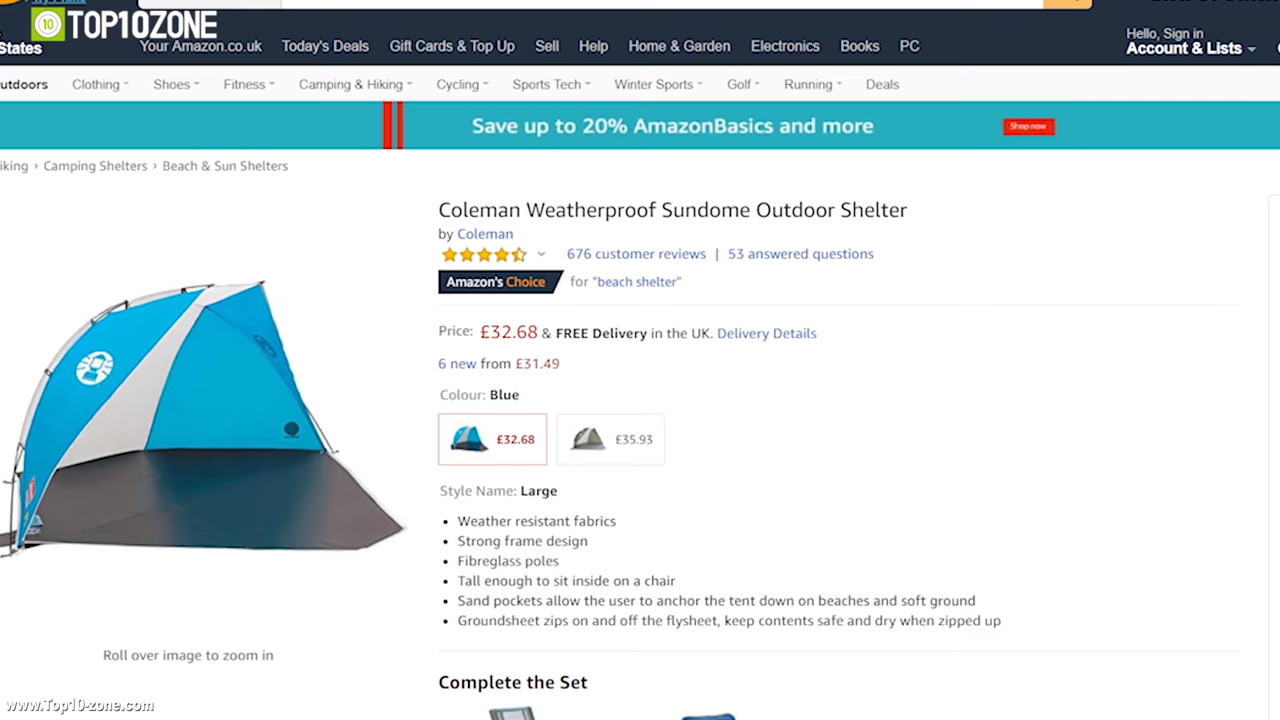 TOP10ZONE
10
States
Your Amazon.co.uk Today's Deals Gift Cards & Top Up Sell Help Home & Garden Electronics Books PC
Hello, Sign in
Account & Lists
utdoors Clothing Shoes Fitness Camping & Hiking Cycling Sports Tech Winter Sports Golf Running Deals
Save up to 20% AmazonBasics and more
Shop now
iking › Camping Shelters › Beach & Sun Shelters
Coleman Weatherproof Sundome Outdoor Shelter
by Coleman
676 customer reviews | 53 answered questions
Amazon's Choice for "beach shelter"
Price: £32.68 & FREE Delivery in the UK. Delivery Details
6 new from £31.49
Colour: Blue
£32.68 £35.93
Style Name: Large
• Weather resistant fabrics
• Strong frame design
• Fibreglass poles
• Tall enough to sit inside on a chair
• Sand pockets allow the user to anchor the tent down on beaches and soft ground
• Groundsheet zips on and off the flysheet, keep contents safe and dry when zipped up
Roll over image to zoom in
Complete the Set
www.Top10-zone.com